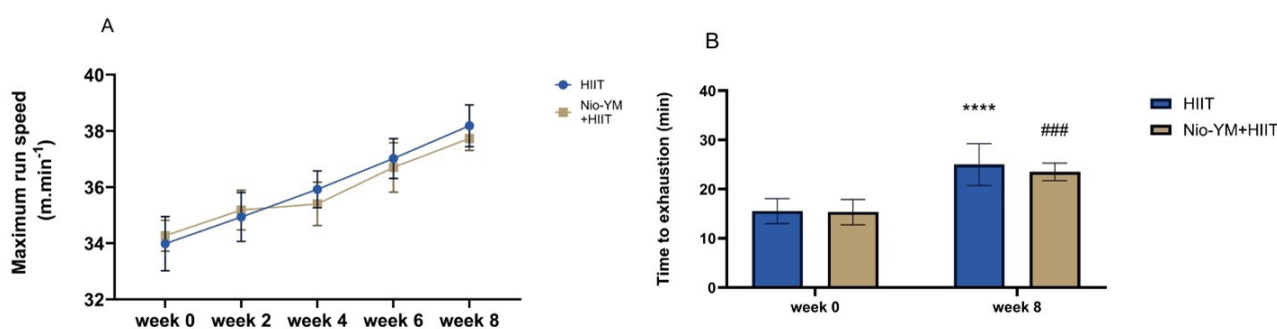 A
Maximum run speed
(m.min-1)
40
38
36
34
32
week 0 week 2 week 4 week 6 week 8
HIIT
Nio-YM
+HIIT
B
Time to exhaustion (min)
40
30
20
10
0
****
###
week 0 week 8
HIIT
Nio-YM+HIIT